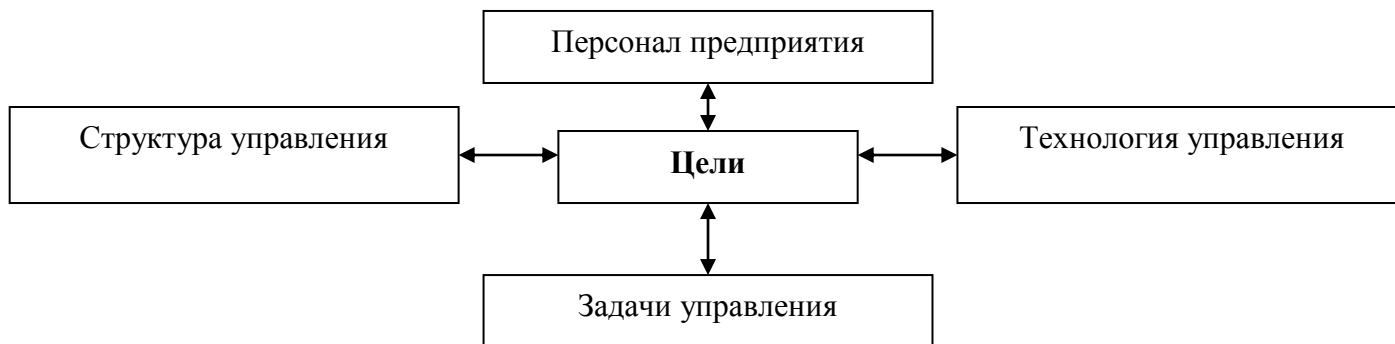 Персонал предприятия
Структура управления
Цели
Технология управления
Задачи управления